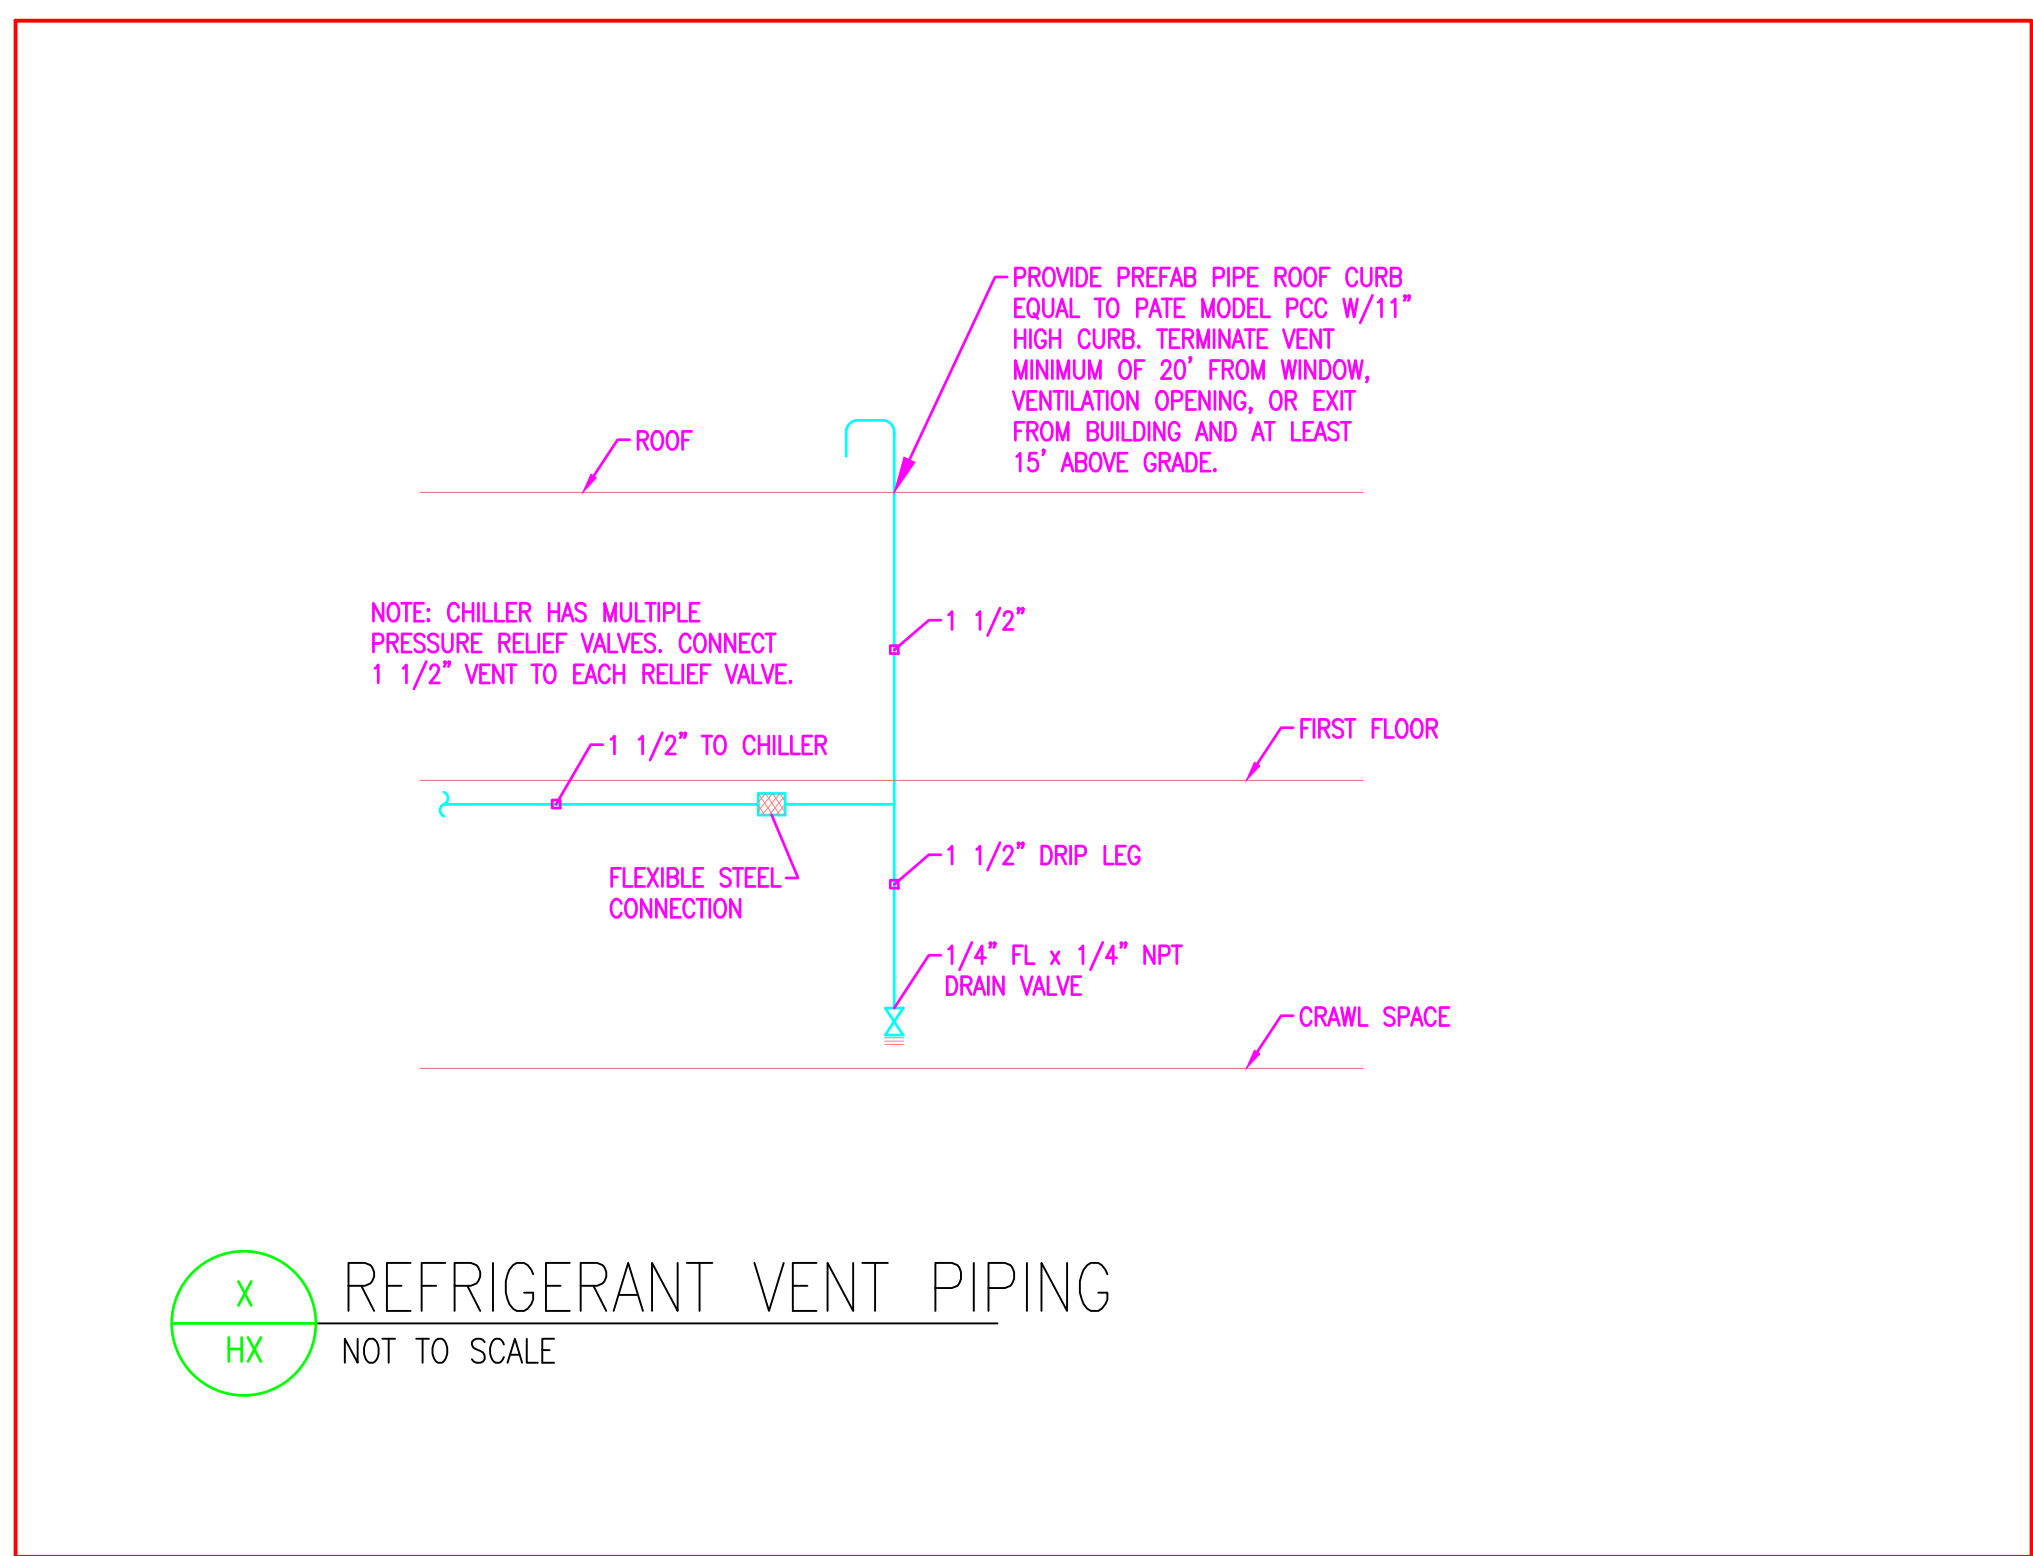 PROVIDE PREFAB PIPE ROOF CURB
EQUAL TO PATE MODEL PCC W/11"
HIGH CURB. TERMINATE VENT
MINIMUM OF 20' FROM WINDOW,
VENTILATION OPENING, OR EXIT
FROM BUILDING AND AT LEAST
15' ABOVE GRADE.
ROOF
NOTE: CHILLER HAS MULTIPLE
PRESSURE RELIEF VALVES. CONNECT
1 1/2" VENT TO EACH RELIEF VALVE.
1 1/2"
FIRST FLOOR
1 1/2" TO CHILLER
1 1/2" DRIP LEG
FLEXIBLE STEEL
CONNECTION
1/4" FL x 1/4" NPT
DRAIN VALVE
CRAWL SPACE
X
HX
REFRIGERANT VENT PIPING
NOT TO SCALE